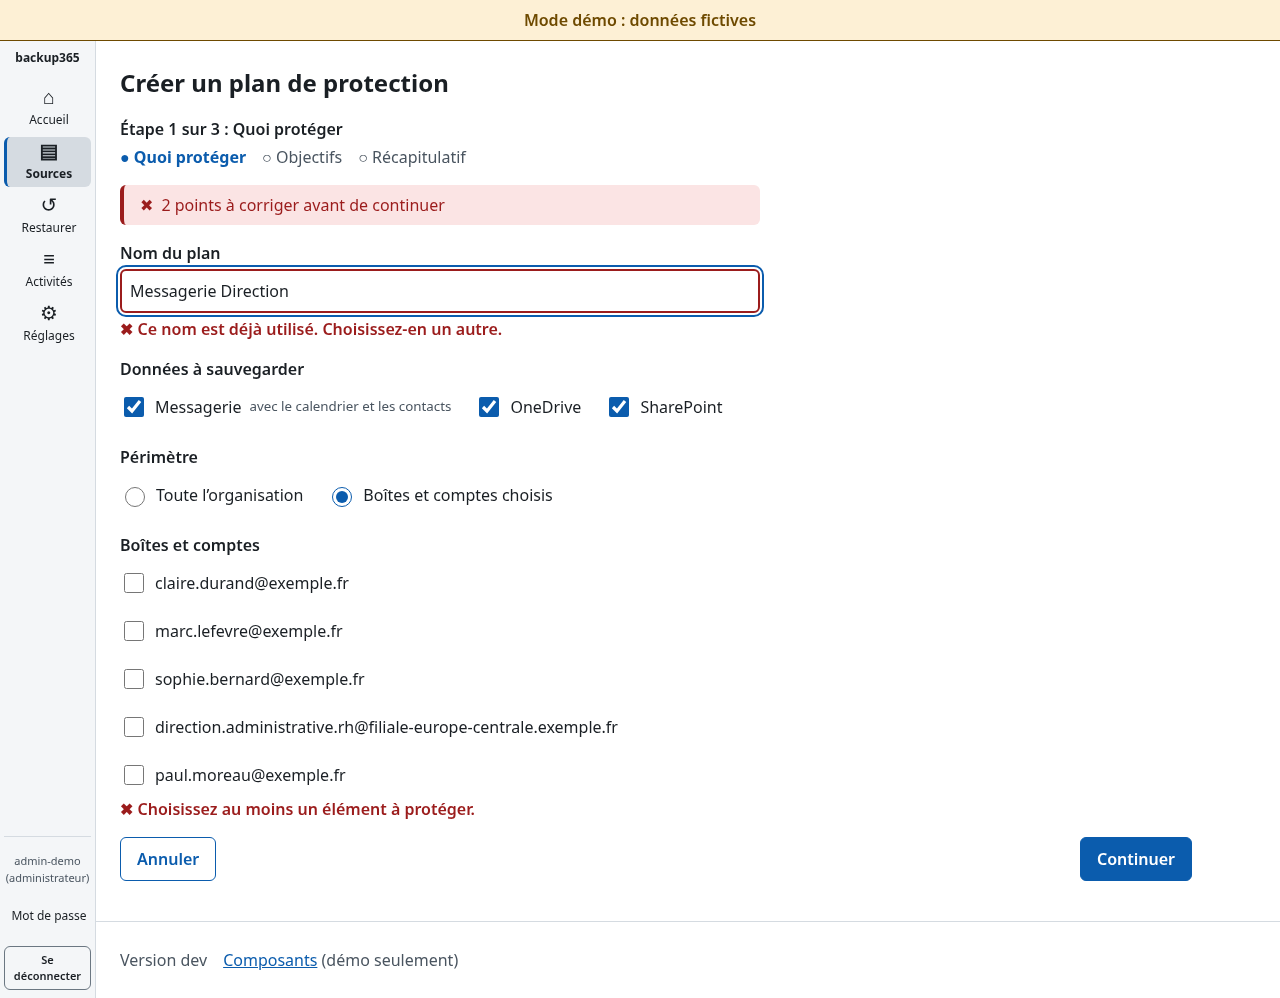 Mode démo : données fictives
backup365
Accueil
Sources
Restaurer
Activités
Réglages
admin-demo
(administrateur)
Mot de passe
Se
déconnecter
Créer un plan de protection
Étape 1 sur 3 : Quoi protéger
● Quoi protéger ○ Objectifs ○ Récapitulatif
✖ 2 points à corriger avant de continuer
Nom du plan
Messagerie Direction
✖ Ce nom est déjà utilisé. Choisissez-en un autre.
Données à sauvegarder
Messagerie avec le calendrier et les contacts OneDrive SharePoint
Périmètre
Toute l’organisation Boîtes et comptes choisis
Boîtes et comptes
claire.durand@exemple.fr
marc.lefevre@exemple.fr
sophie.bernard@exemple.fr
direction.administrative.rh@filiale-europe-centrale.exemple.fr
paul.moreau@exemple.fr
✖ Choisissez au moins un élément à protéger.
Annuler Continuer
Version dev Composants (démo seulement)